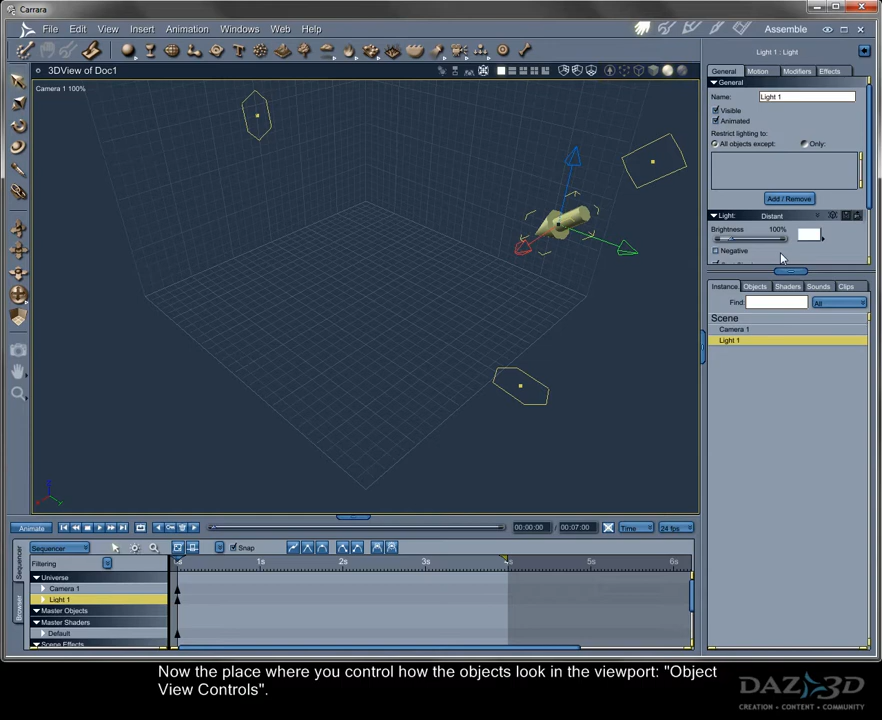 Carrara
File Edit View Insert Animation Windows Web Help
Assemble
3DView of Doc1
Camera 1 100%
Light 1 : Light
General Motion Modifiers Effects
General
Name: Light 1
Visible
Animated
Restrict lighting to:
All objects except: Only:
Add / Remove
Light: Distant
Brightness 100%
Negative
Instance Objects Shaders Sounds Clips
Find: All
Scene
Camera 1
Light 1
Animate 00:00:00 / 00:07:00 Time 24 fps
Sequencer Snap
Filtering 0s 1s 2s 3s 4s 5s 6s
Universe
Camera 1
Light 1
Master Objects
Master Shaders
Default
Scene Effects
Sequencer
Browser
Now the place where you control how the objects look in the viewport: "Object
View Controls".
DAZ 3D
CREATION • CONTENT • COMMUNITY